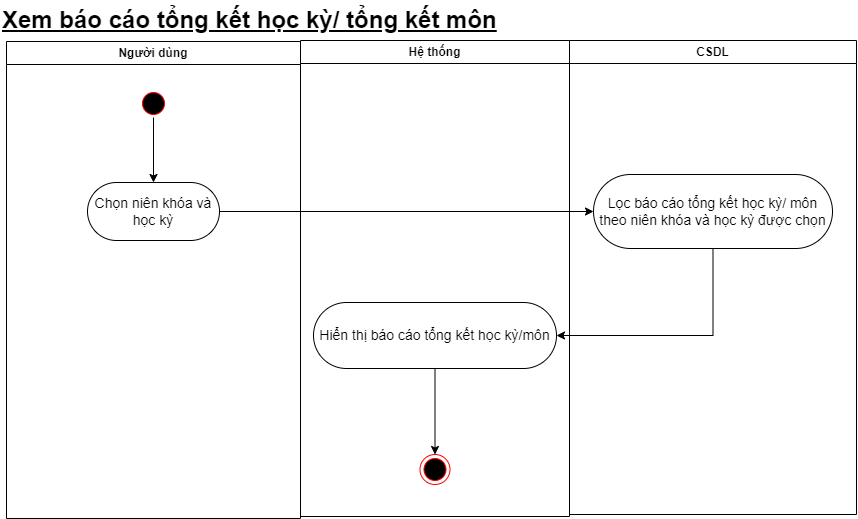 Xem báo cáo tổng kết học kỳ/ tổng kết môn
Người dùng
Hệ thống
CSDL
Chọn niên khóa và
học kỳ
Lọc báo cáo tổng kết học kỳ/ môn
theo niên khóa và học kỳ được chọn
Hiển thị báo cáo tổng kết học kỳ/môn